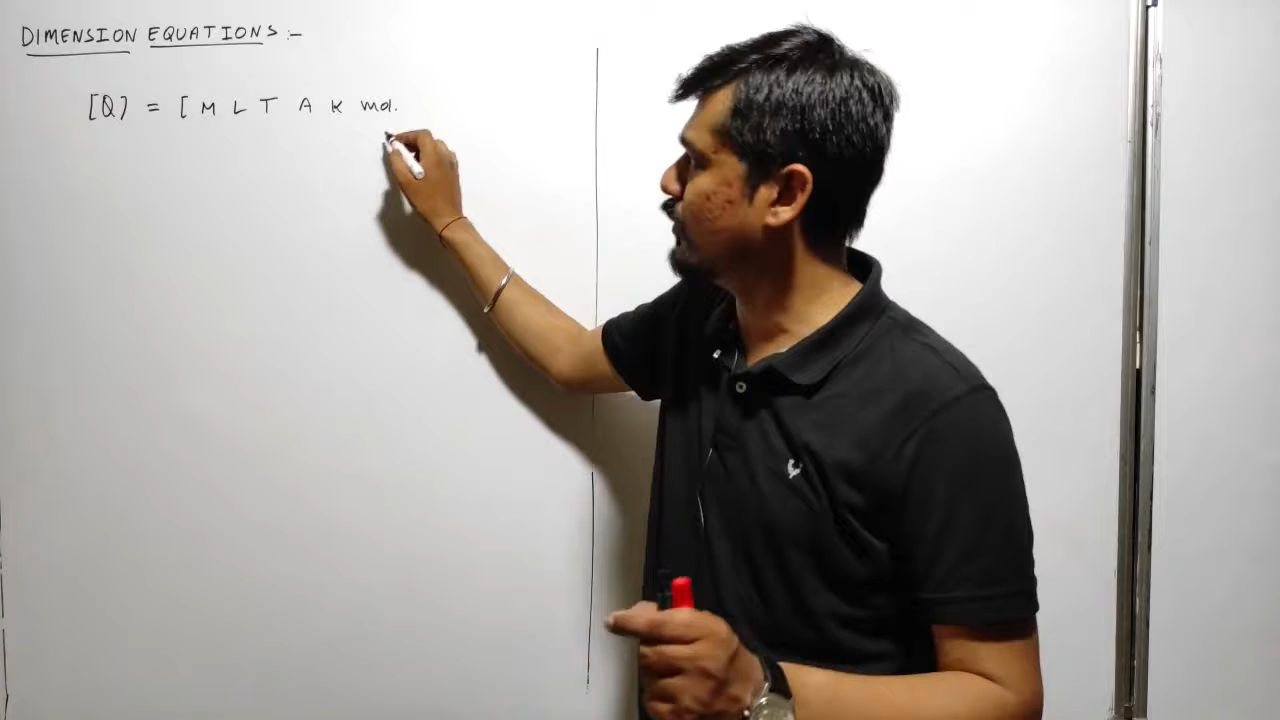 DIMENSION EQUATIONS :-
[Q] = [ M L T A K mol.